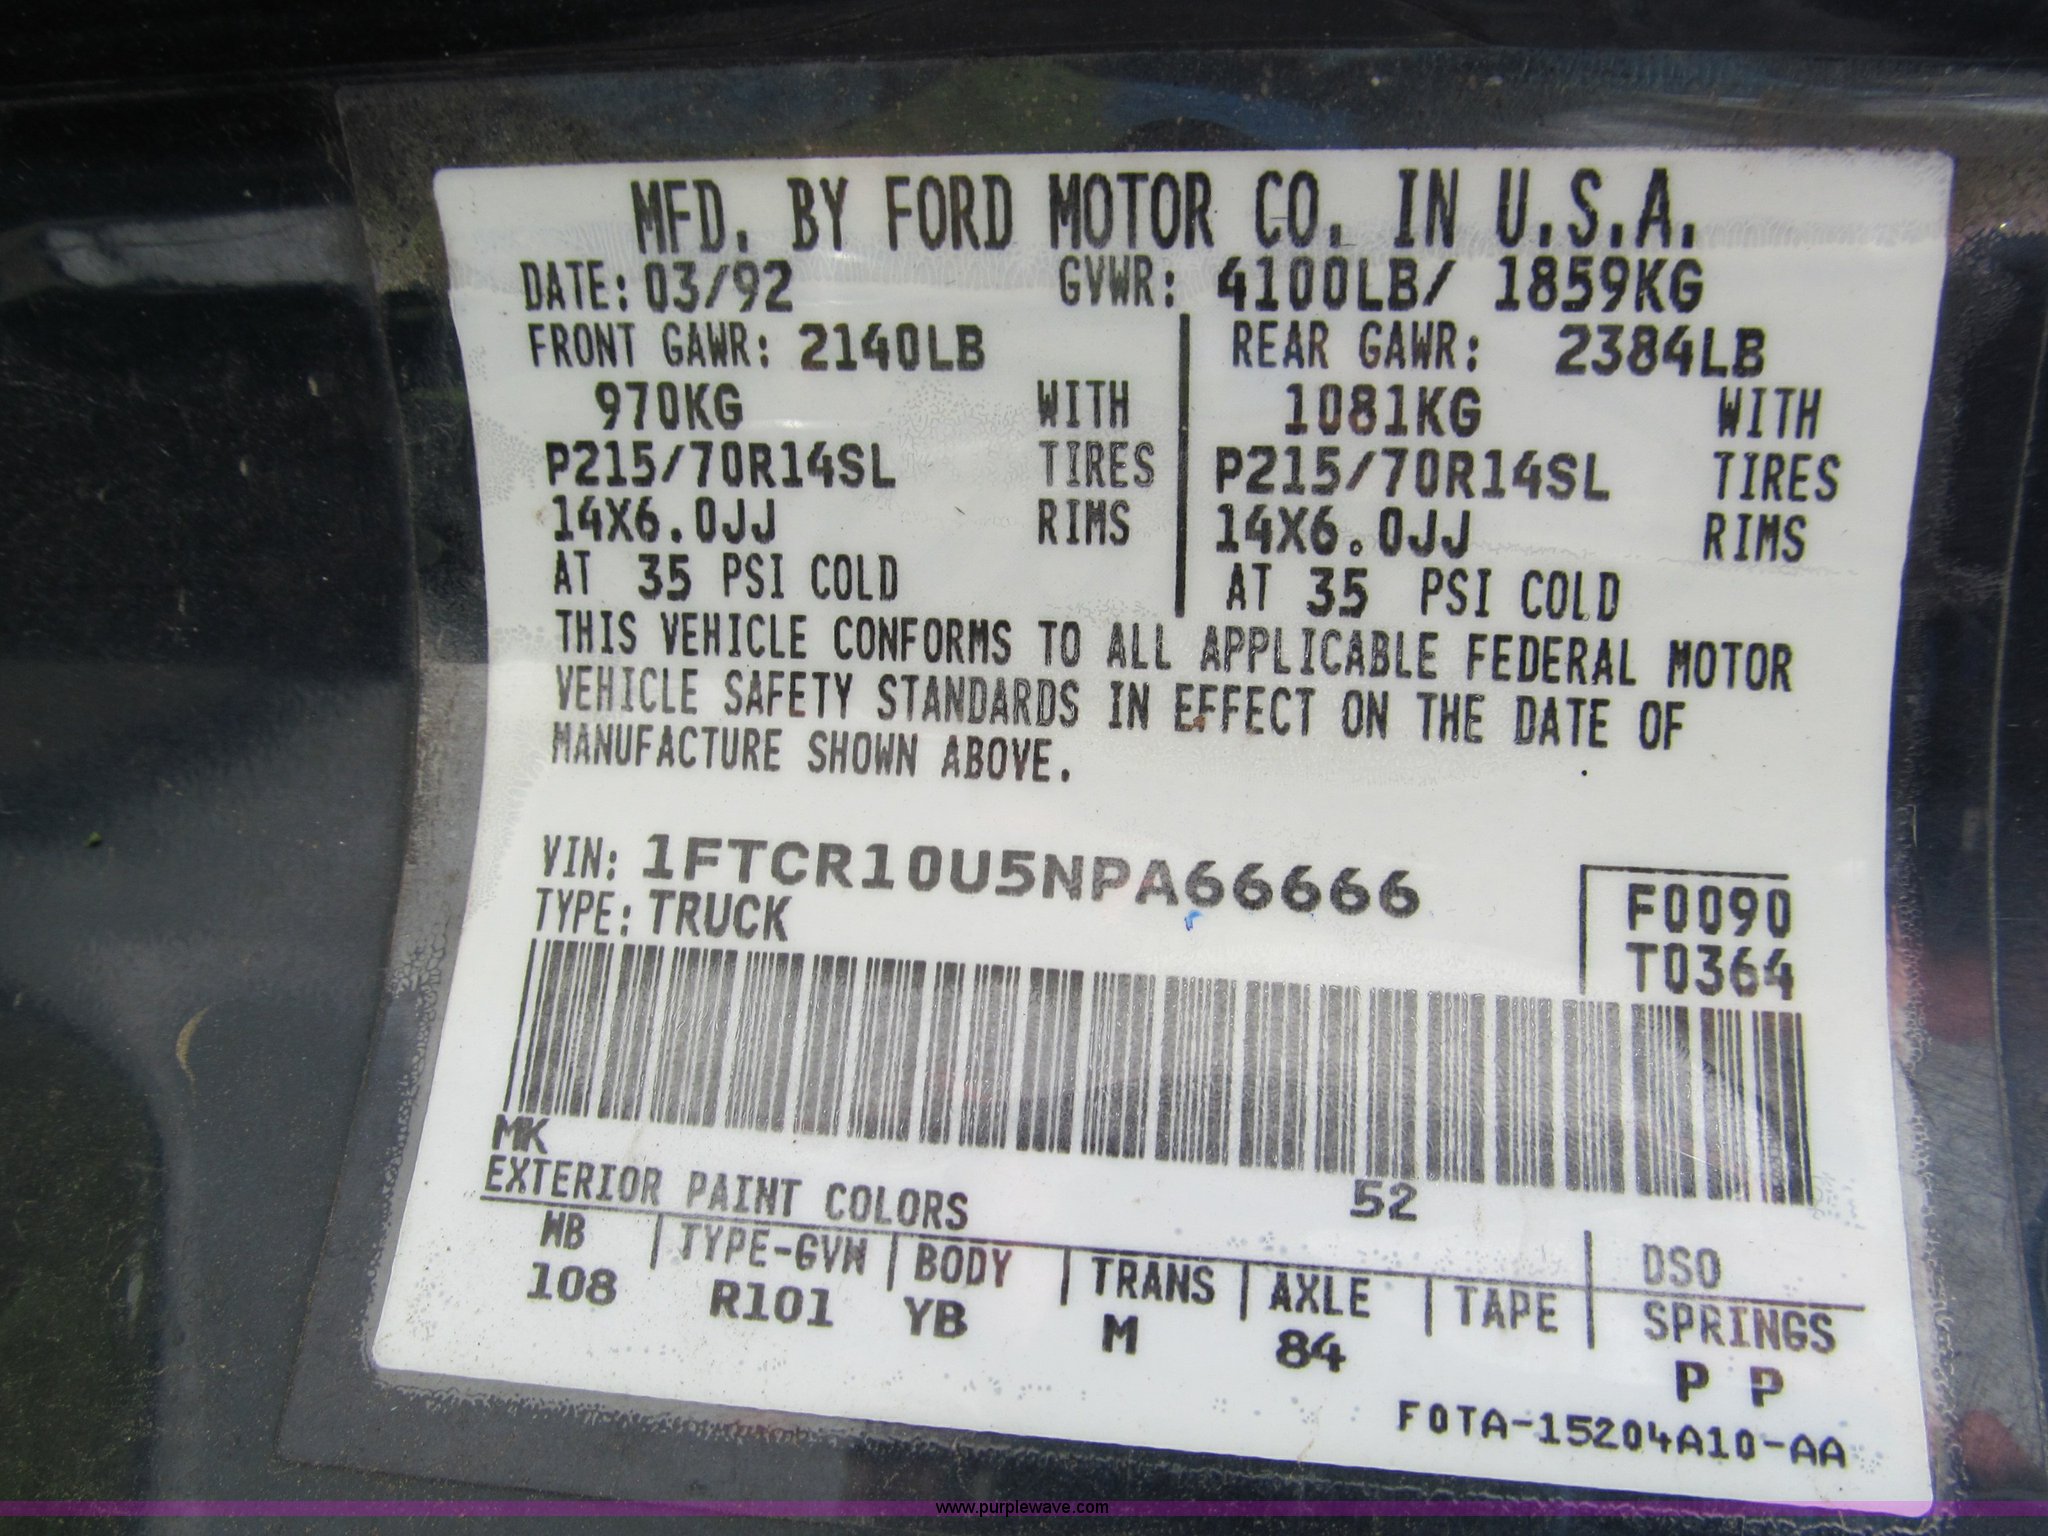 MFD. BY FORD MOTOR CO. IN U.S.A.
DATE: 03/92 GVWR: 4100LB/ 1859KG
FRONT GAWR: 2140LB REAR GAWR: 2384LB
970KG WITH 1081KG WITH
P215/70R14SL TIRES P215/70R14SL TIRES
14X6.0JJ RIMS 14X6.0JJ RIMS
AT 35 PSI COLD AT 35 PSI COLD
THIS VEHICLE CONFORMS TO ALL APPLICABLE FEDERAL MOTOR
VEHICLE SAFETY STANDARDS IN EFFECT ON THE DATE OF
MANUFACTURE SHOWN ABOVE.
VIN: 1FTCR10U5NPA66666 F0090
TYPE: TRUCK T0364
MK
EXTERIOR PAINT COLORS 52 DSO
WB TYPE-GVW BODY TRANS AXLE TAPE SPRINGS
108 R101 YB M 84 P P
F0TA-15204A10-AA
www.purplewave.com